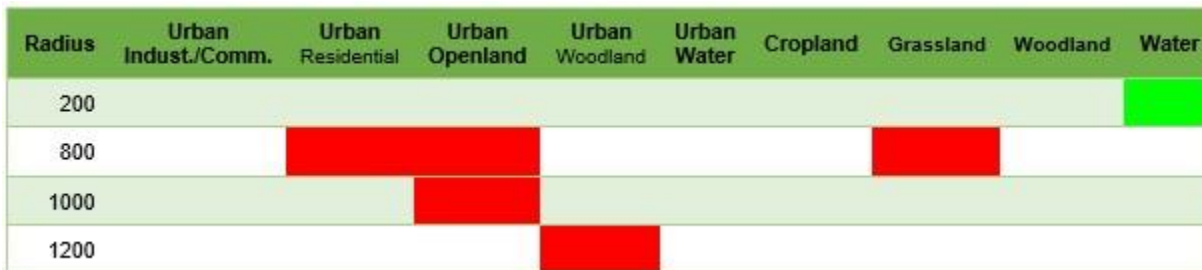 Radius Urban Indust./Comm. Urban Residential Urban Openland Urban Woodland Urban Water Cropland Grassland Woodland Water
200
800
1000
1200